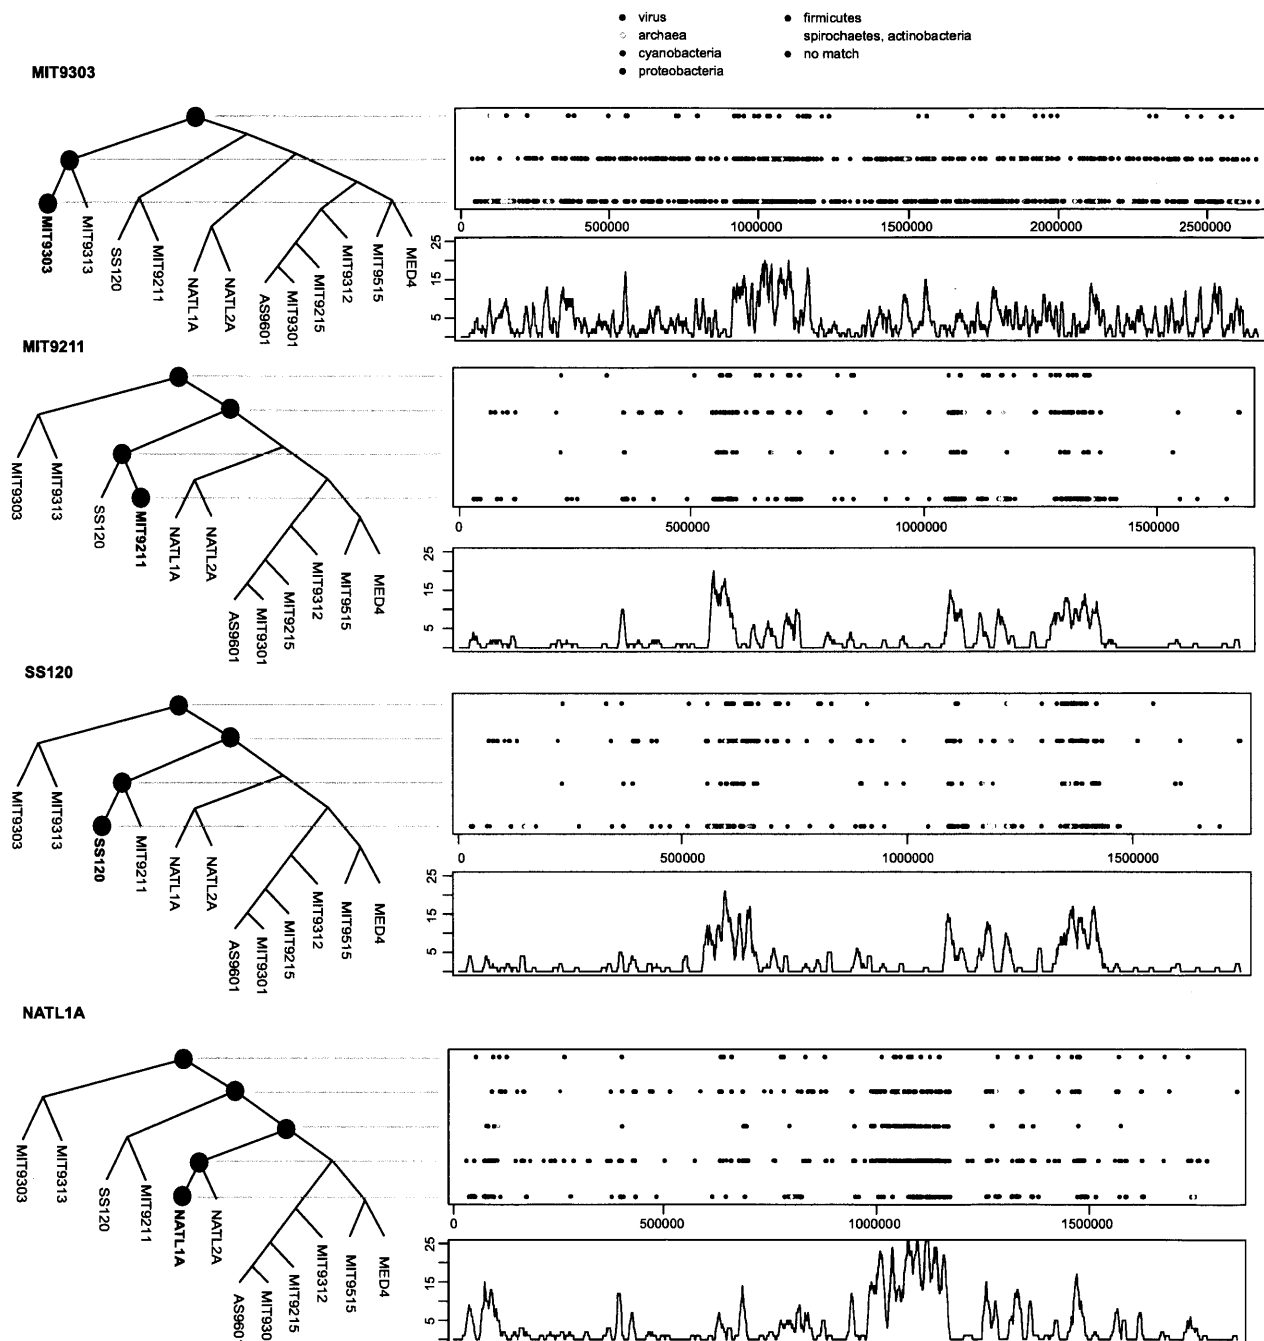 virus
archaea
cyanobacteria
proteobacteria
firmicutes
spirochaetes, actinobacteria
no match
MIT9303
MIT9303
MIT9313
SS120
MIT9211
NATL1A
NATL2A
AS9601
MIT9301
MIT9215
MIT9312
MIT9515
MED4
0 500000 1000000 1500000 2000000 2500000
25
15
5
MIT9211
MIT9303
MIT9313
SS120
MIT9211
NATL1A
NATL2A
AS9601
MIT9301
MIT9215
MIT9312
MIT9515
MED4
0 500000 1000000 1500000
25
15
5
SS120
MIT9303
MIT9313
SS120
MIT9211
NATL1A
NATL2A
AS9601
MIT9301
MIT9215
MIT9312
MIT9515
MED4
0 500000 1000000 1500000
25
15
5
NATL1A
MIT9303
MIT9313
SS120
MIT9211
NATL1A
NATL2A
AS960
MIT930
MIT9215
MIT9312
MIT9515
MED4
0 500000 1000000 1500000
25
15
5